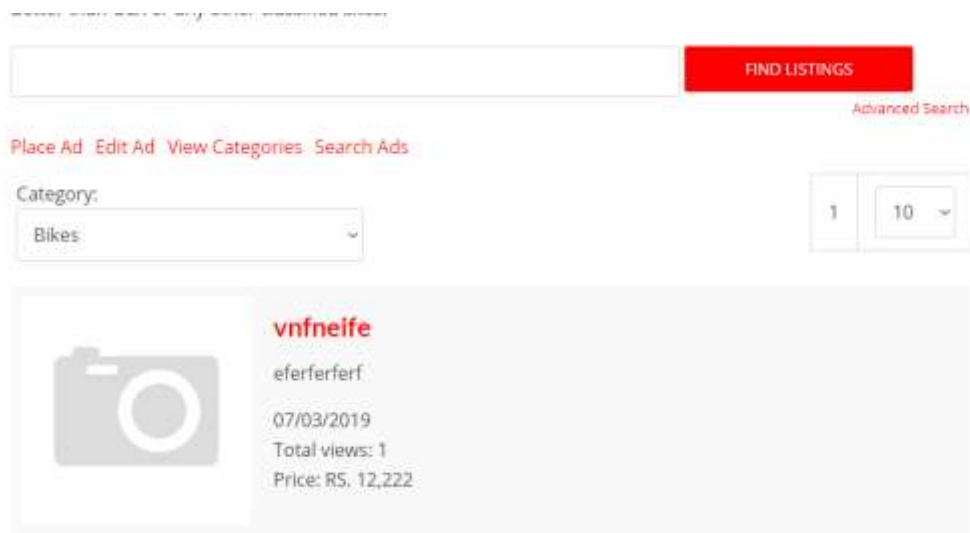 FIND LISTINGS
Advanced Search
Place Ad Edit Ad View Categories Search Ads
Category:
Bikes
1 10
vnfneife
eferferferf
07/03/2019
Total views: 1
Price: RS. 12,222